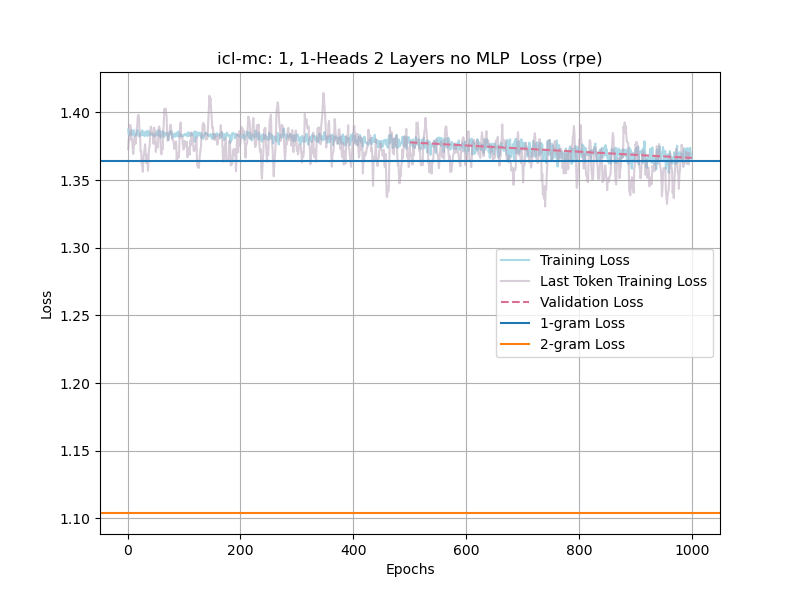 icl-mc: 1, 1-Heads 2 Layers no MLP  Loss (rpe)
1.40
1.35
1.30
1.25
1.20
1.15
1.10
Loss
0
200
400
600
800
1000
Epochs
Training Loss
Last Token Training Loss
Validation Loss
1-gram Loss
2-gram Loss